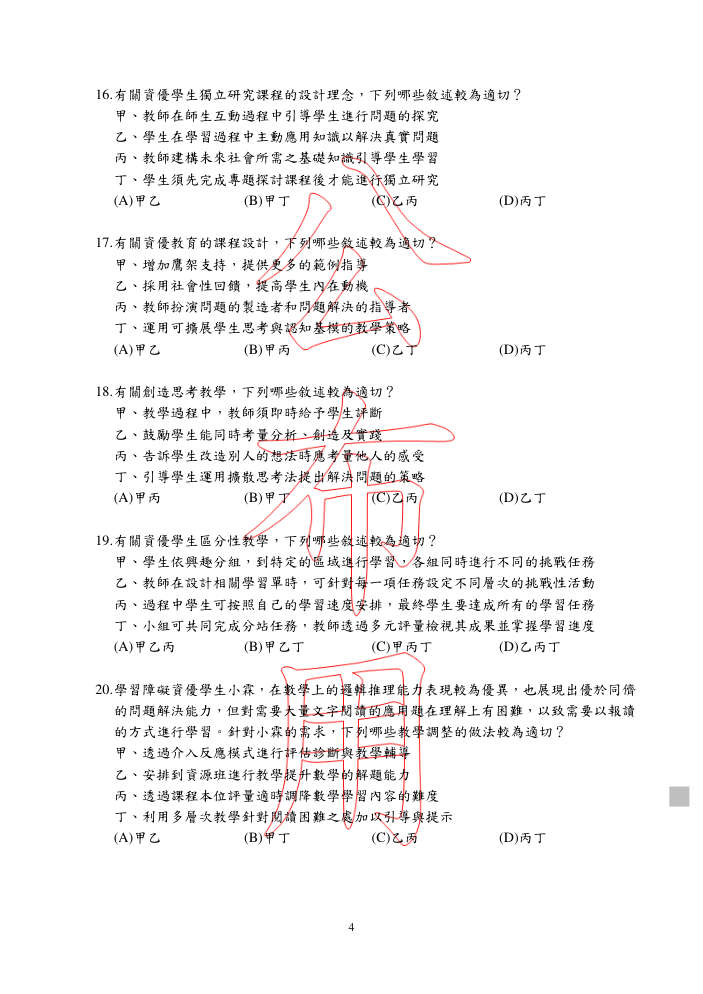 16.有關資優學生獨立研究課程的設計理念，下列哪些敘述較為適切？
甲、教師在師生互動過程中引導學生進行問題的探究
乙、學生在學習過程中主動應用知識以解決真實問題
丙、教師建構未來社會所需之基礎知識引導學生學習
丁、學生須先完成專題探討課程後才能進行獨立研究
(A)甲乙 (B)甲丁 (C)乙丙 (D)丙丁
17.有關資優教育的課程設計，下列哪些敘述較為適切？
甲、增加鷹架支持，提供更多的範例指導
乙、採用社會性回饋，提高學生內在動機
丙、教師扮演問題的製造者和問題解決的指導者
丁、運用可擴展學生思考與認知基模的教學策略
(A)甲乙 (B)甲丙 (C)乙丁 (D)丙丁
18.有關創造思考教學，下列哪些敘述較為適切？
甲、教學過程中，教師須即時給予學生評斷
乙、鼓勵學生能同時考量分析、創造及實踐
丙、告訴學生改造別人的想法時應考量他人的感受
丁、引導學生運用擴散思考法提出解決問題的策略
(A)甲丙 (B)甲丁 (C)乙丙 (D)乙丁
19.有關資優學生區分性教學，下列哪些敘述較為適切？
甲、學生依興趣分組，到特定的區域進行學習，各組同時進行不同的挑戰任務
乙、教師在設計相關學習單時，可針對每一項任務設定不同層次的挑戰性活動
丙、過程中學生可按照自己的學習速度安排，最終學生要達成所有的學習任務
丁、小組可共同完成分站任務，教師透過多元評量檢視其成果並掌握學習進度
(A)甲乙丙 (B)甲乙丁 (C)甲丙丁 (D)乙丙丁
20.學習障礙資優學生小霖，在數學上的邏輯推理能力表現較為優異，也展現出優於同儕
的問題解決能力，但對需要大量文字閱讀的應用題在理解上有困難，以致需要以報讀
的方式進行學習。針對小霖的需求，下列哪些教學調整的做法較為適切？
甲、透過介入反應模式進行評估診斷與教學輔導
乙、安排到資源班進行教學提升數學的解題能力
丙、透過課程本位評量適時調降數學學習內容的難度
丁、利用多層次教學針對閱讀困難之處加以引導與提示
(A)甲乙 (B)甲丁 (C)乙丙 (D)丙丁
公布用
4